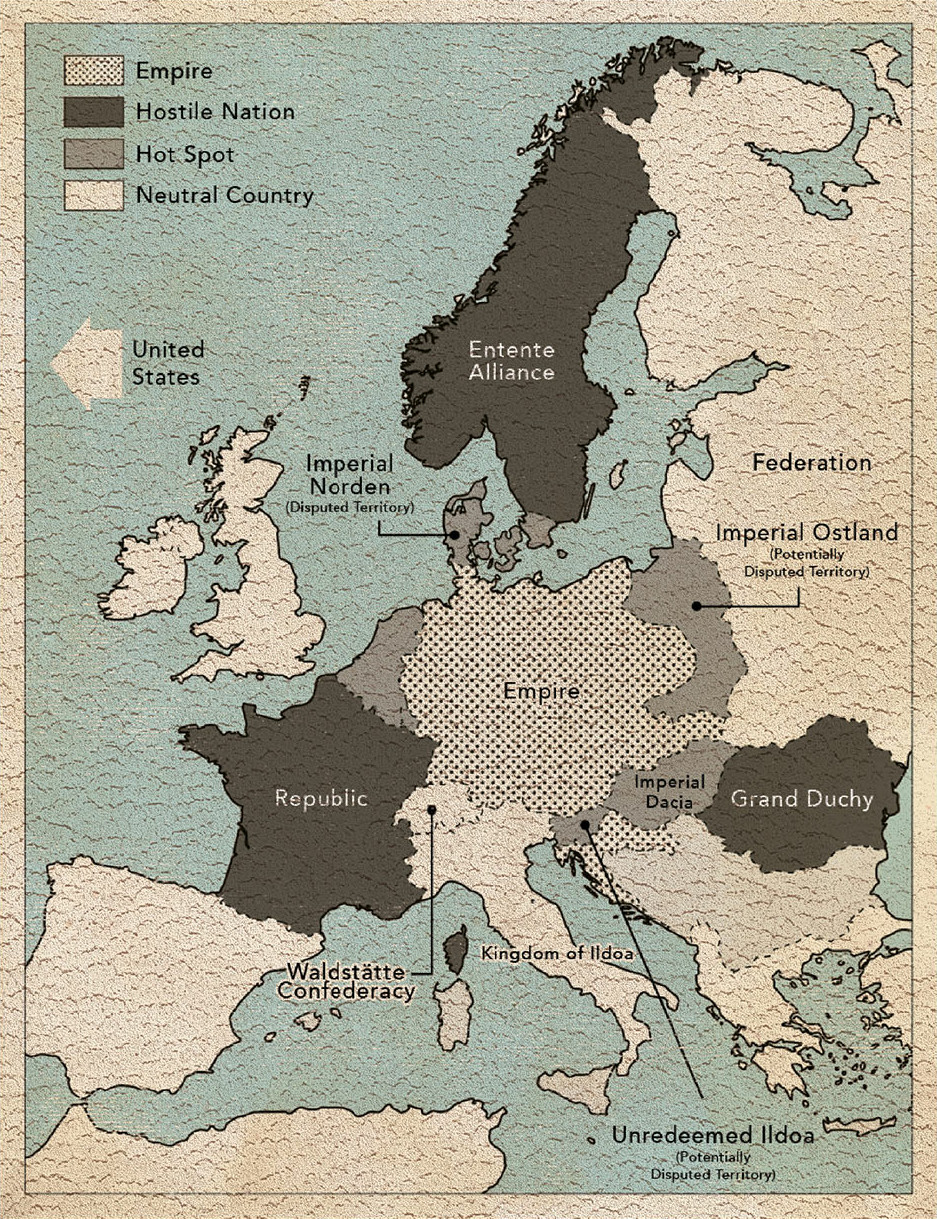 Empire
Hostile Nation
Hot Spot
Neutral Country
United
States
Entente
Alliance
Imperial
Norden
(Disputed Territory)
Federation
Imperial Ostland
(Potentially
Disputed Territory)
Empire
Imperial
Dacia
Republic
Grand Duchy
Kingdom of Ildoa
Waldstätte
Confederacy
Unredeemed Ildoa
(Potentially
Disputed Territory)